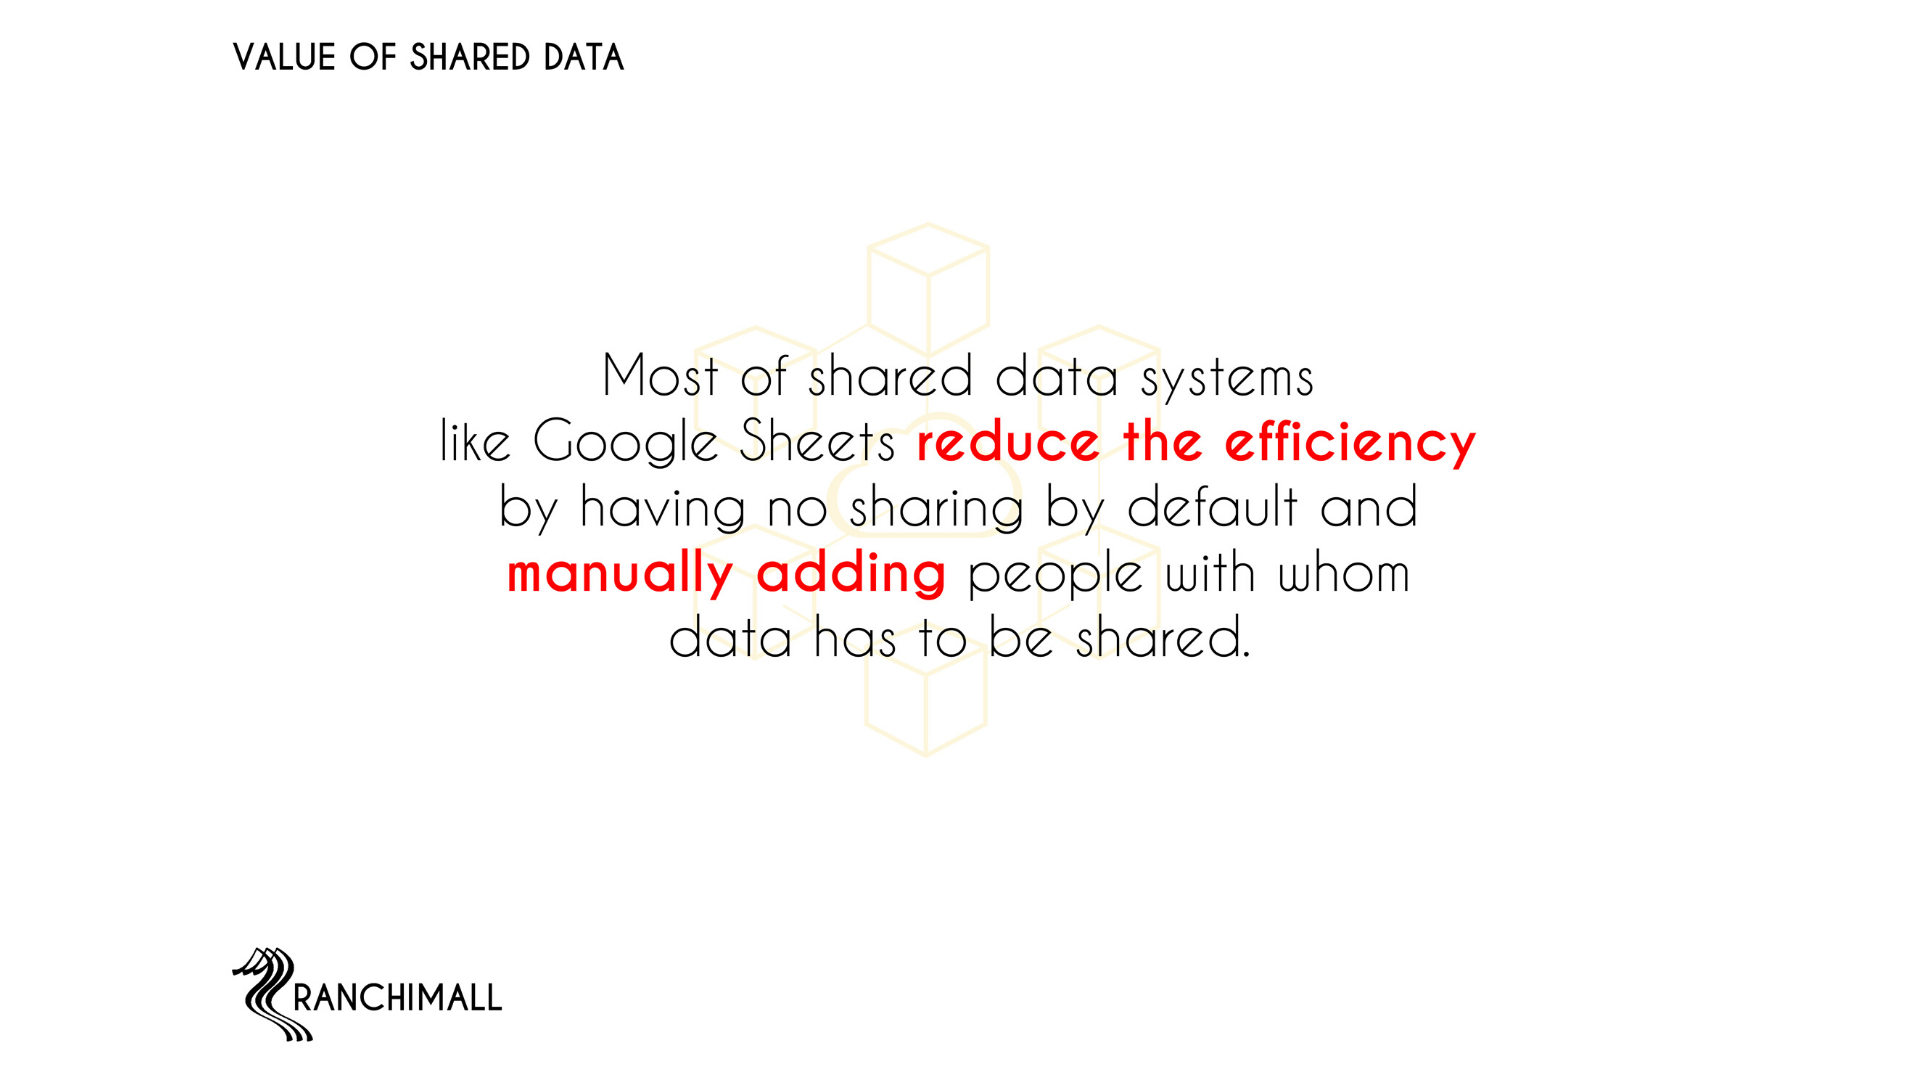 VALUE OF SHARED DATA
Most of shared data systems
like Google Sheets reduce the efficiency
by having no sharing by default and
manually adding people with whom
data has to be shared.
RANCHIMALL